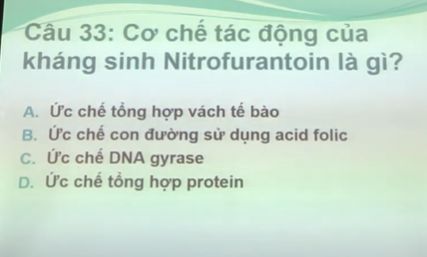 Câu 33: Cơ chế tác động của
kháng sinh Nitrofurantoin là gì?
A. Ức chế tổng hợp vách tế bào
B. Ức chế con đường sử dụng acid folic
C. Ức chế DNA gyrase
D. Ức chế tổng hợp protein